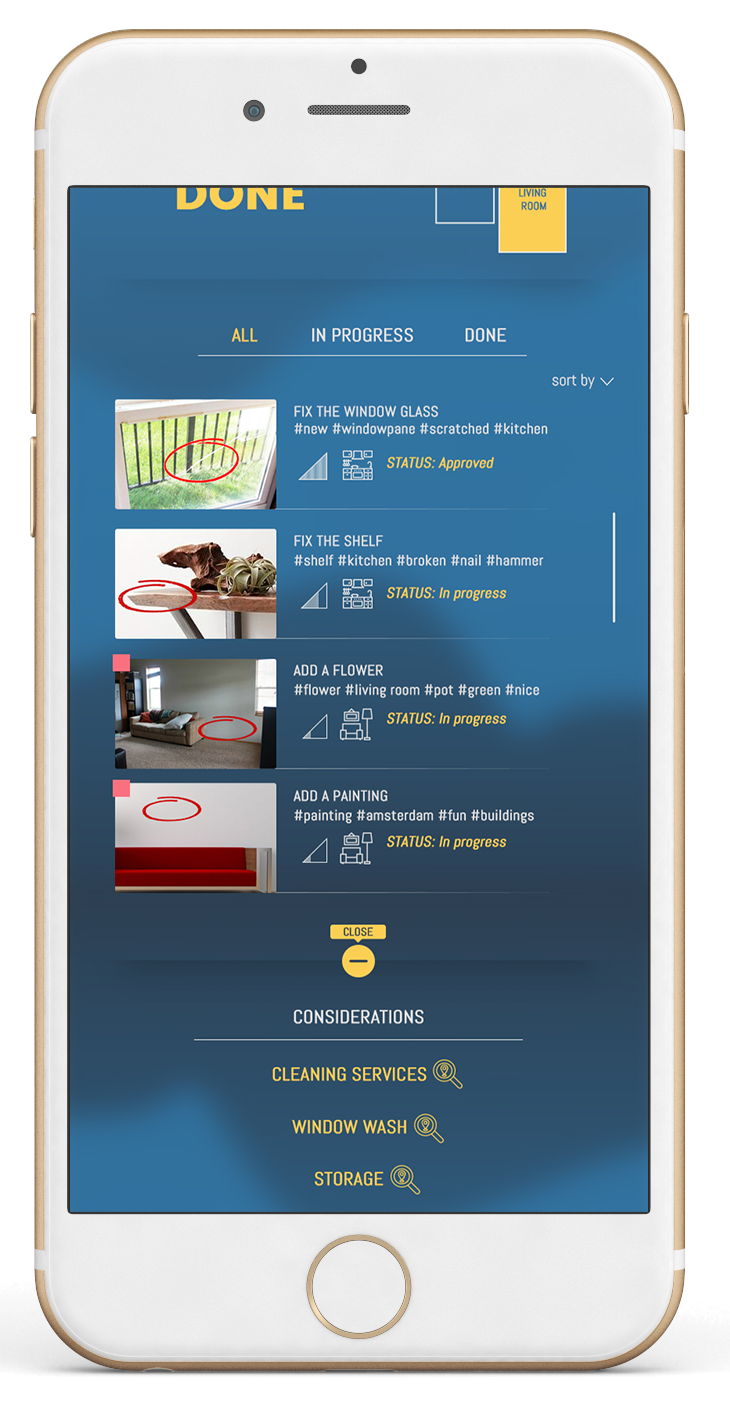 DONE
LIVING
ROOM
ALL IN PROGRESS DONE
sort by
FIX THE WINDOW GLASS
#new #windowpane #scratched #kitchen
STATUS: Approved
FIX THE SHELF
#shelf #kitchen #broken #nail #hammer
STATUS: In progress
ADD A FLOWER
#flower #living room #pot #green #nice
STATUS: In progress
ADD A PAINTING
#painting #amsterdam #fun #buildings
STATUS: In progress
CLOSE
CONSIDERATIONS
CLEANING SERVICES
WINDOW WASH
STORAGE